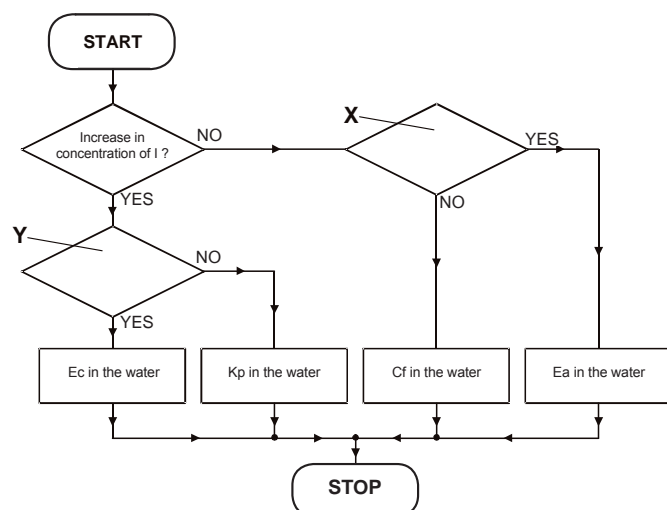 START
Increase in
concentration of I ?
NO
X
YES
YES
NO
Y
NO
YES
Ec in the water
Kp in the water
Cf in the water
Ea in the water
STOP